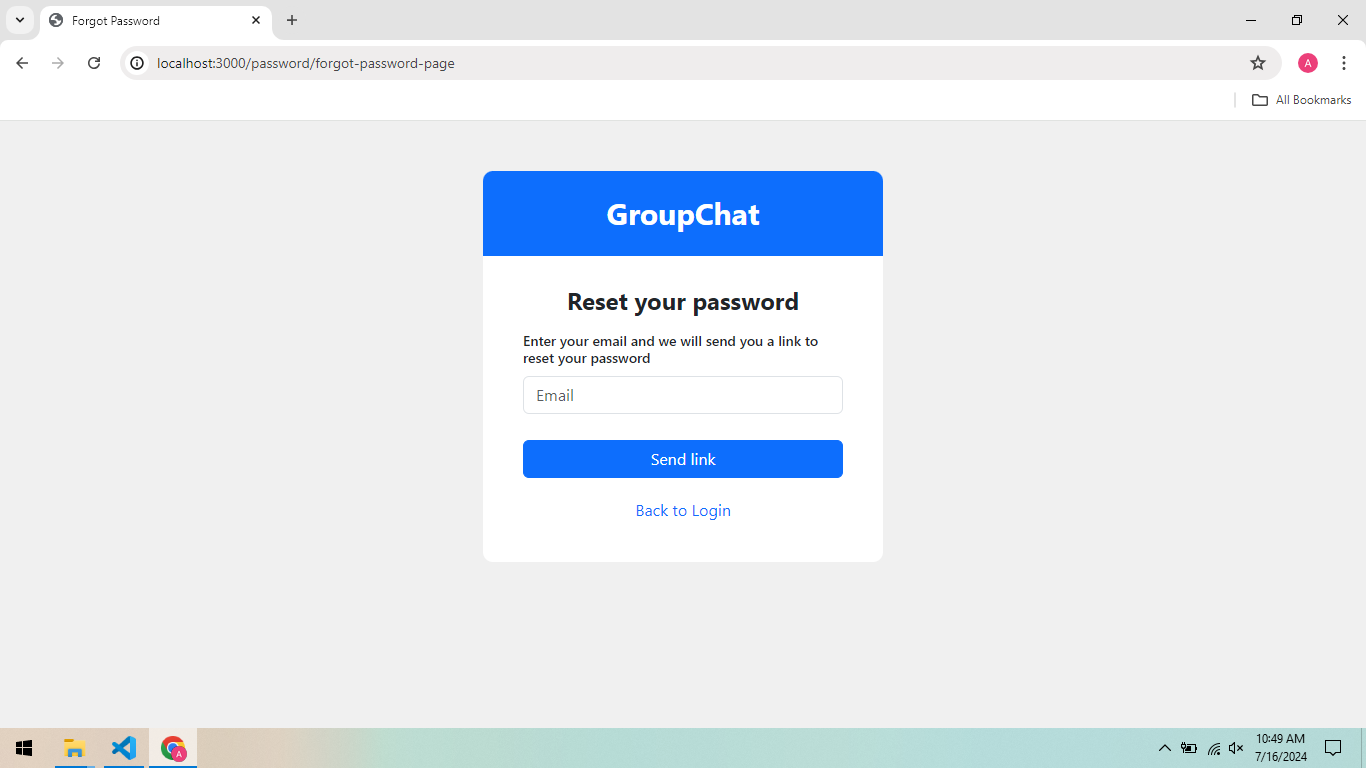 Forgot Password
localhost:3000/password/forgot-password-page
A
All Bookmarks
GroupChat
Reset your password
Enter your email and we will send you a link to
reset your password
Email
Send link
Back to Login
A
10:49 AM
7/16/2024